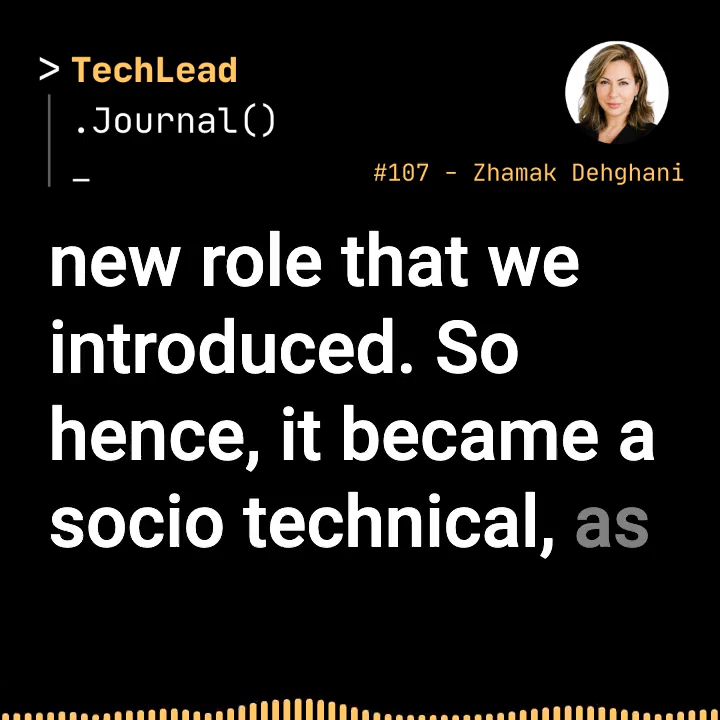 > TechLead
.Journal()
_
#107 - Zhamak Dehghani
new role that we
introduced. So
hence, it became a
socio technical, as